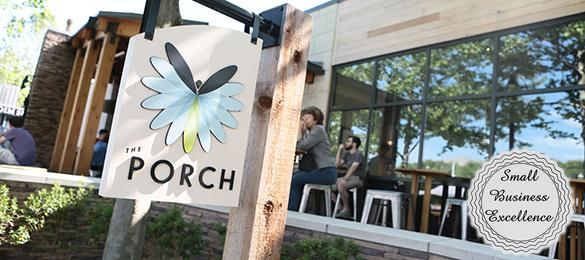 THE
PORCH
Small
Business
Excellence